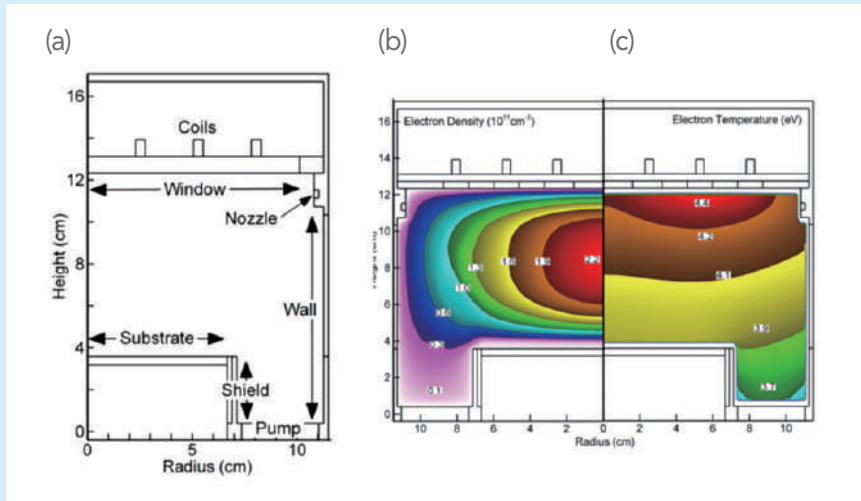 (a)
(b)
(c)
16
12
8
4
0
Height (cm)
Coils
Window
Nozzle
Wall
Substrate
Shield
Pump
0
5
10
Radius (cm)
Electron Density (10¹¹cm⁻³)
Electron Temperature (eV)
16
14
12
10
8
6
4
2
0
2.2
1.9
1.6
1.3
1.0
0.6
0.3
0.1
4.4
4.2
4.1
3.9
3.7
10
8
6
4
2
0
2
4
6
8
10
Radius (cm)